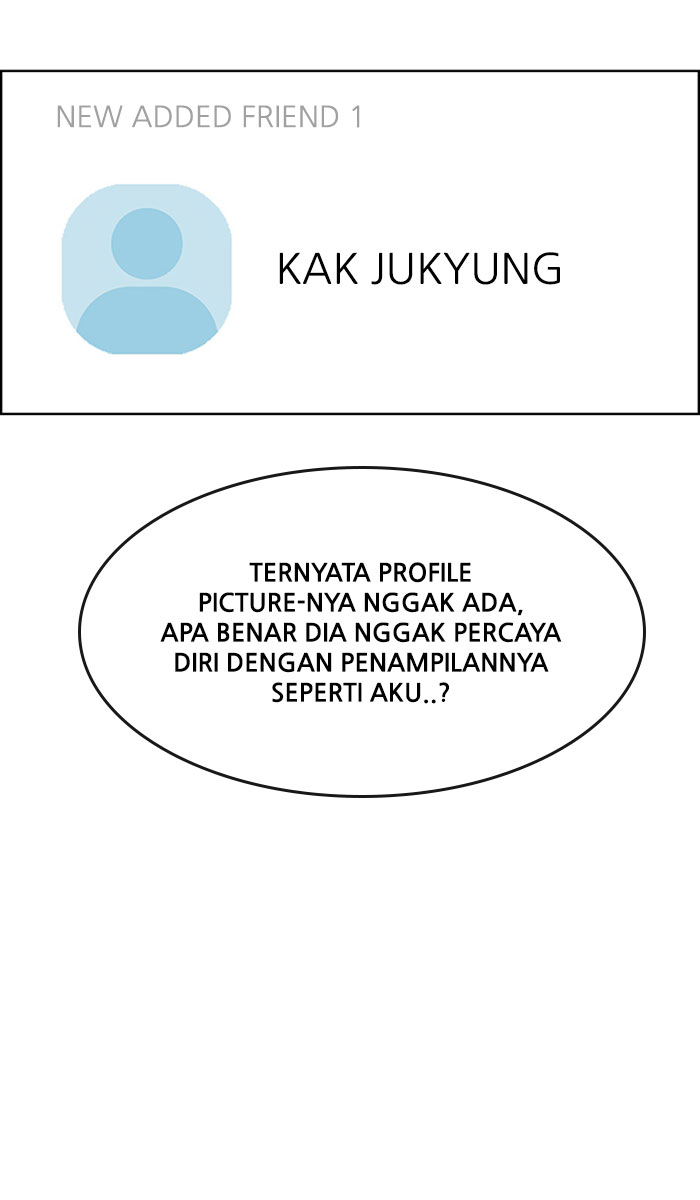 NEW ADDED FRIEND 1
KAK JUKYUNG
TERNYATA PROFILE
PICTURE-NYA NGGAK ADA,
APA BENAR DIA NGGAK PERCAYA
DIRI DENGAN PENAMPILANNYA
SEPERTI AKU..?